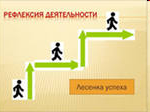 РЕФЛЕКСИЯ ДЕЯТЕЛЬНОСТИ
Лесенка успеха